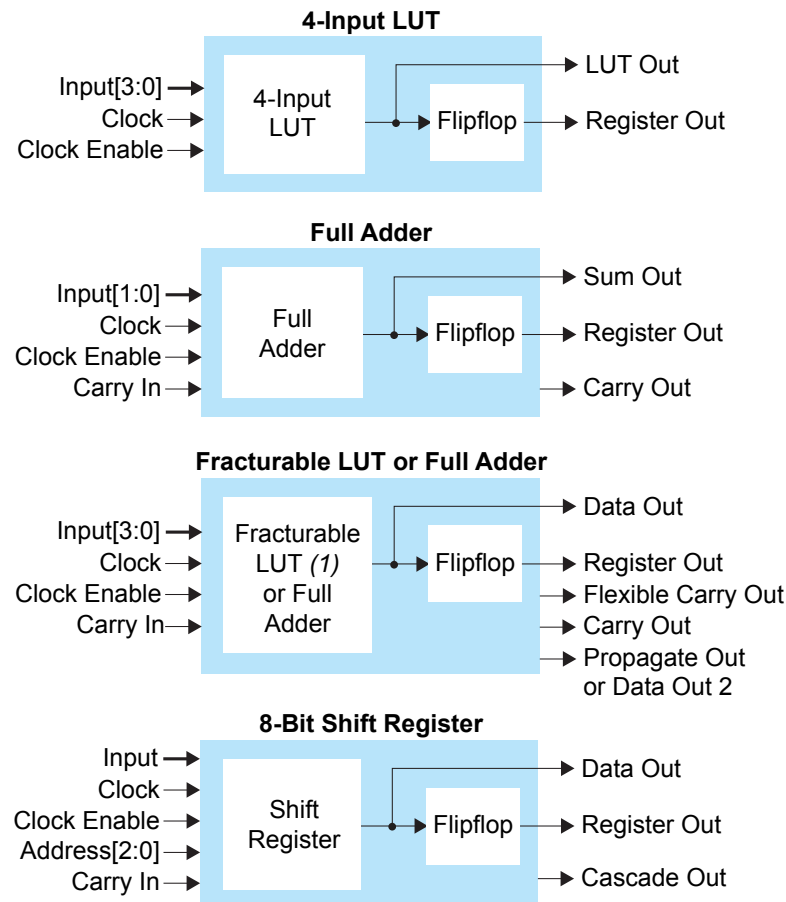 4-Input LUT
Input[3:0]
Clock
Clock Enable
4-Input
LUT
Flipflop
LUT Out
Register Out
Full Adder
Input[1:0]
Clock
Clock Enable
Carry In
Full
Adder
Flipflop
Sum Out
Register Out
Carry Out
Fracturable LUT or Full Adder
Input[3:0]
Clock
Clock Enable
Carry In
Fracturable
LUT (1)
or Full
Adder
Flipflop
Data Out
Register Out
Flexible Carry Out
Carry Out
Propagate Out
or Data Out 2
8-Bit Shift Register
Input
Clock
Clock Enable
Address[2:0]
Carry In
Shift
Register
Flipflop
Data Out
Register Out
Cascade Out